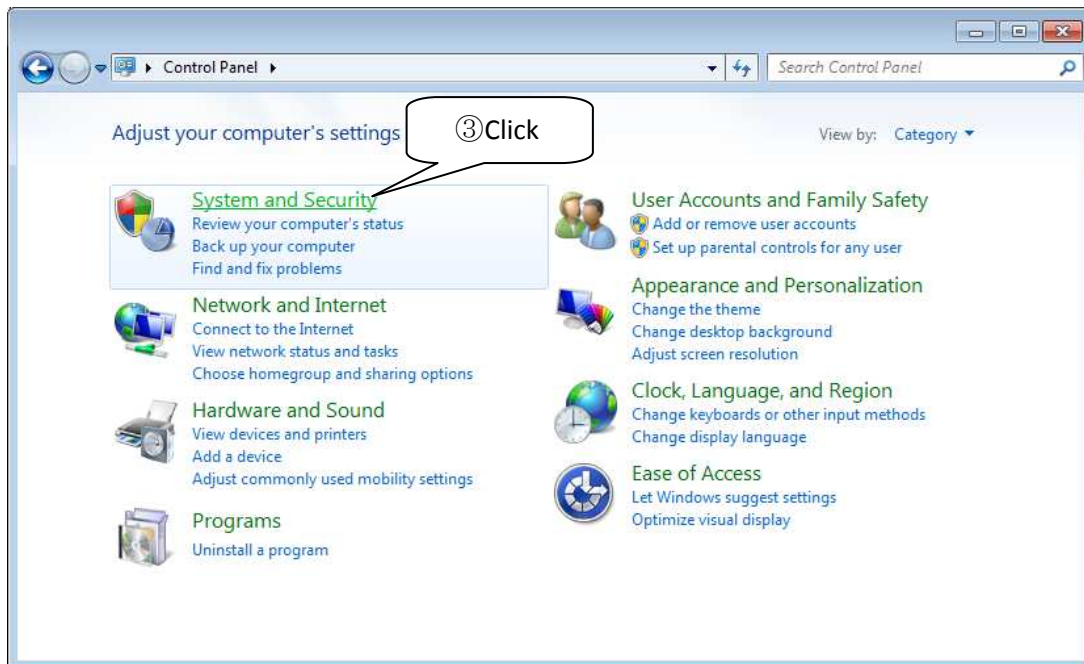 Control Panel
Search Control Panel
Adjust your computer's settings
③Click
View by: Category
System and Security
Review your computer's status
Back up your computer
Find and fix problems
Network and Internet
Connect to the Internet
View network status and tasks
Choose homegroup and sharing options
Hardware and Sound
View devices and printers
Add a device
Adjust commonly used mobility settings
Programs
Uninstall a program
User Accounts and Family Safety
Add or remove user accounts
Set up parental controls for any user
Appearance and Personalization
Change the theme
Change desktop background
Adjust screen resolution
Clock, Language, and Region
Change keyboards or other input methods
Change display language
Ease of Access
Let Windows suggest settings
Optimize visual display